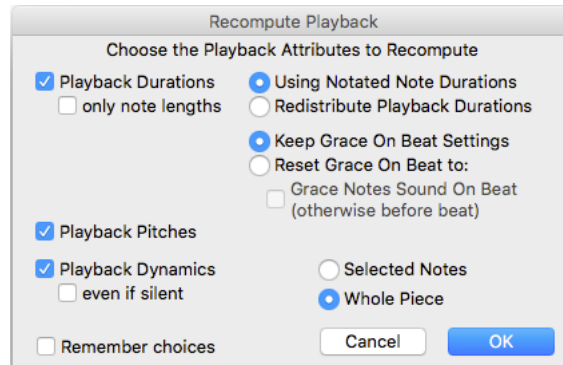 Recompute Playback
Choose the Playback Attributes to Recompute
Playback Durations
only note lengths
Using Notated Note Durations
Redistribute Playback Durations
Keep Grace On Beat Settings
Reset Grace On Beat to:
Grace Notes Sound On Beat
(otherwise before beat)
Playback Pitches
Playback Dynamics
even if silent
Selected Notes
Whole Piece
Remember choices
Cancel
OK